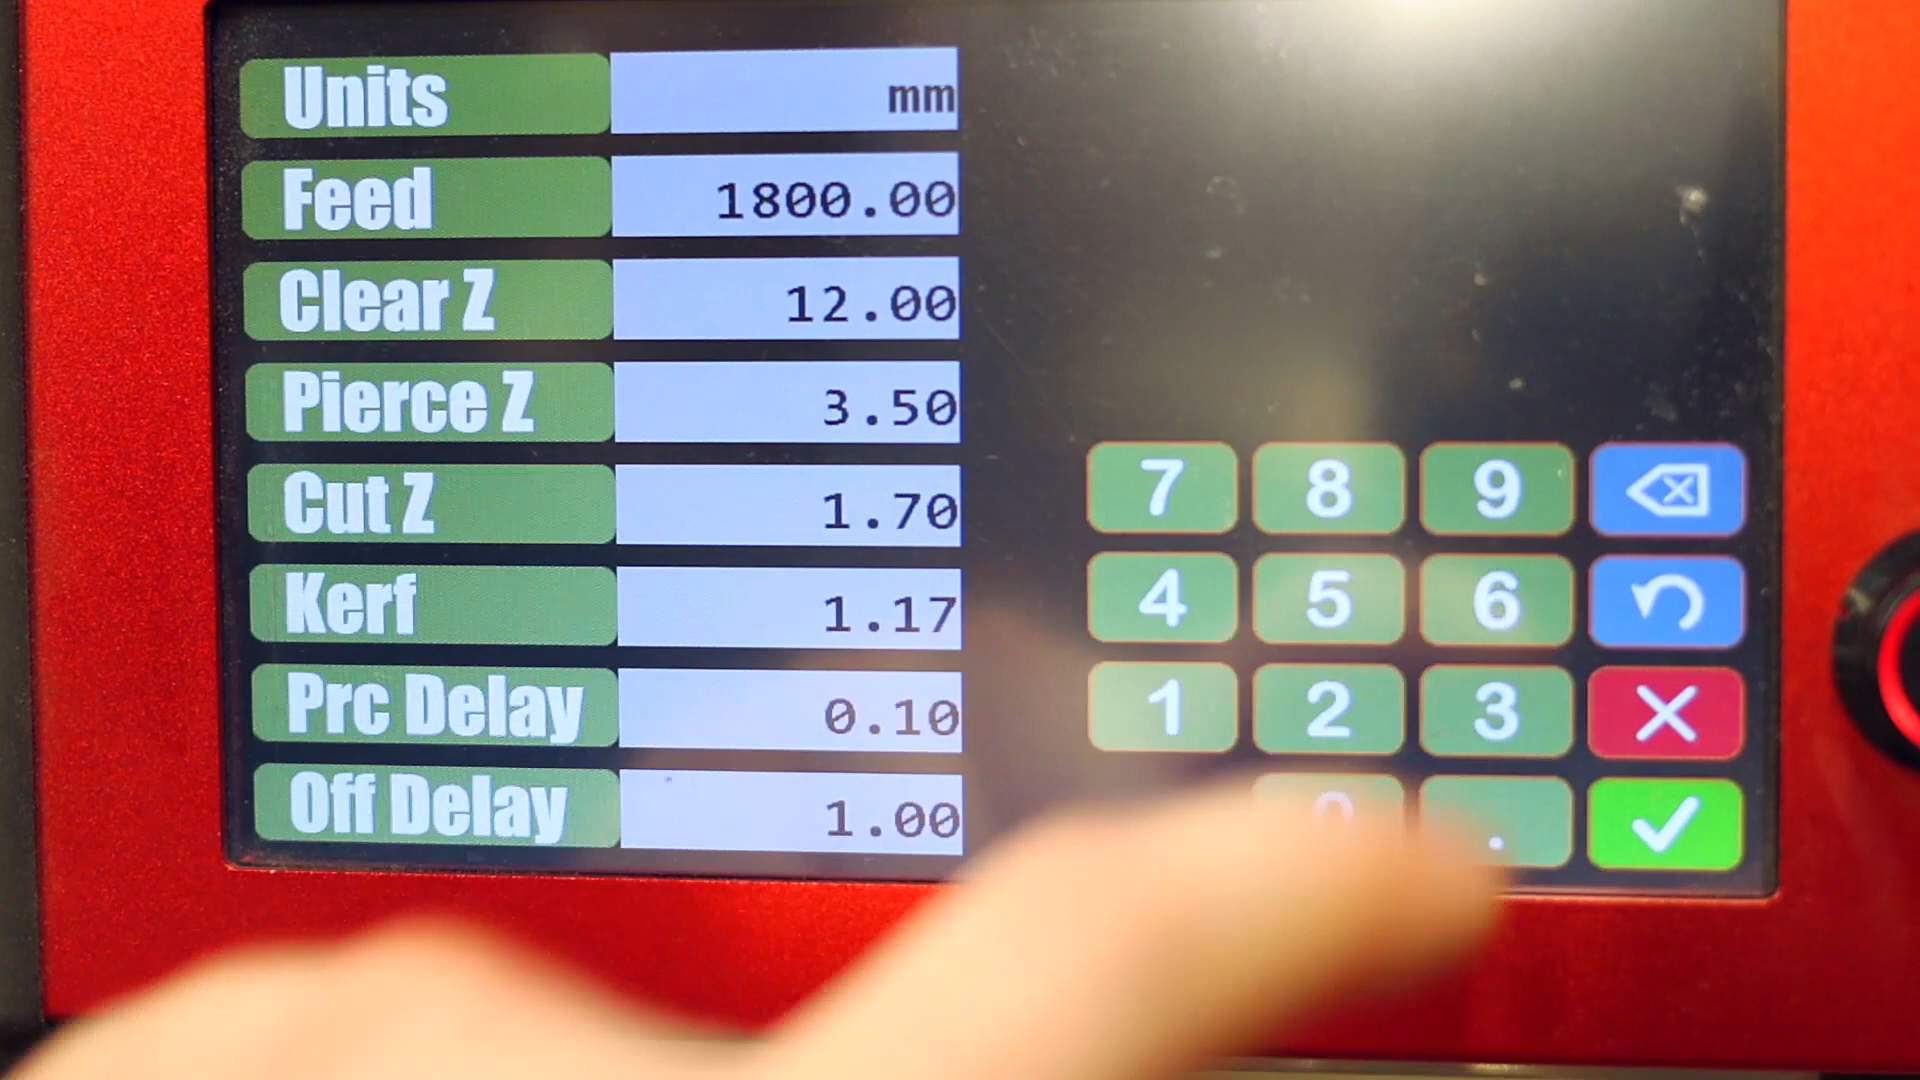 Units mm
Feed 1800.00
Clear Z 12.00
Pierce Z 3.50
Cut Z 1.70
Kerf 1.17
Prc Delay 0.10
Off Delay 1.00
7 8 9
4 5 6
1 2 3
0 .